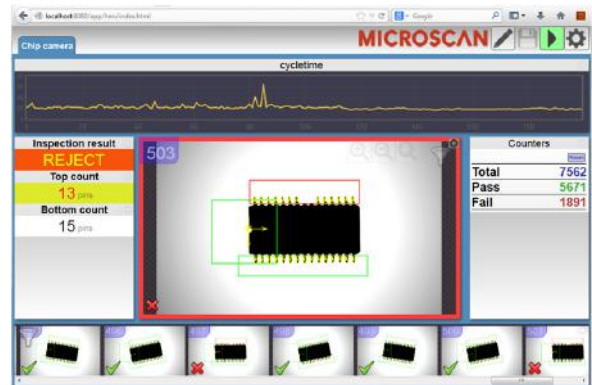 localhost:8080/app/hmi/index.html
Google
Chip camera
MICROSCAN
cycletime
Inspection result
REJECT
Top count
13 pins
Bottom count
15 pins
503
Counters
Total 7562
Pass 5671
Fail 1891